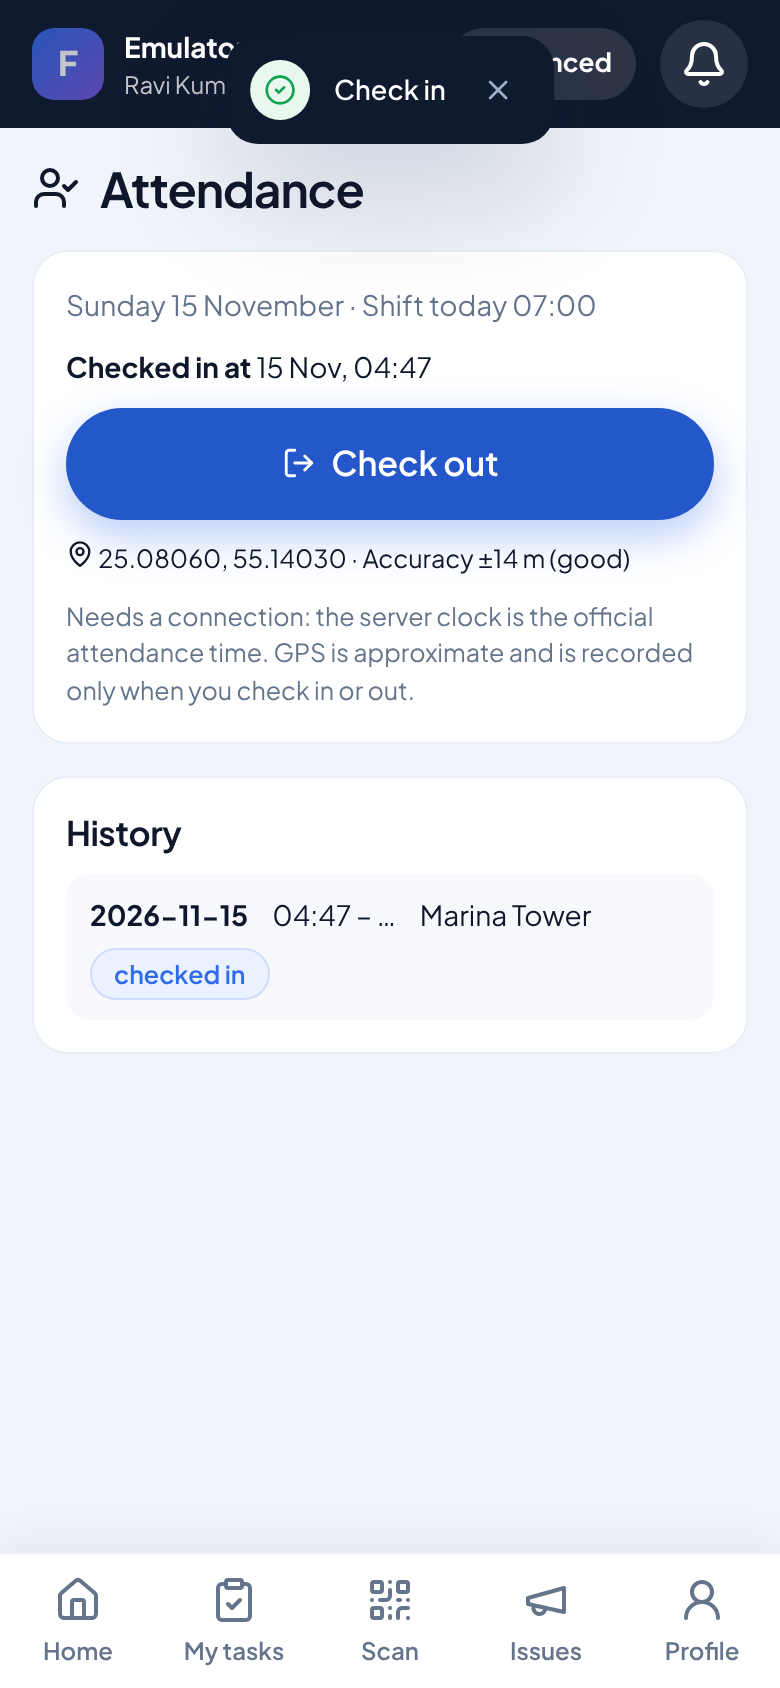 F
Ravi Kum
Check in
Attendance
Sunday 15 November · Shift today 07:00
Checked in at 15 Nov, 04:47
Check out
25.08060, 55.14030 · Accuracy ±14 m (good)
Needs a connection: the server clock is the official
attendance time. GPS is approximate and is recorded
only when you check in or out.
History
2026-11-15 04:47 – … Marina Tower
checked in
Home My tasks Scan Issues Profile